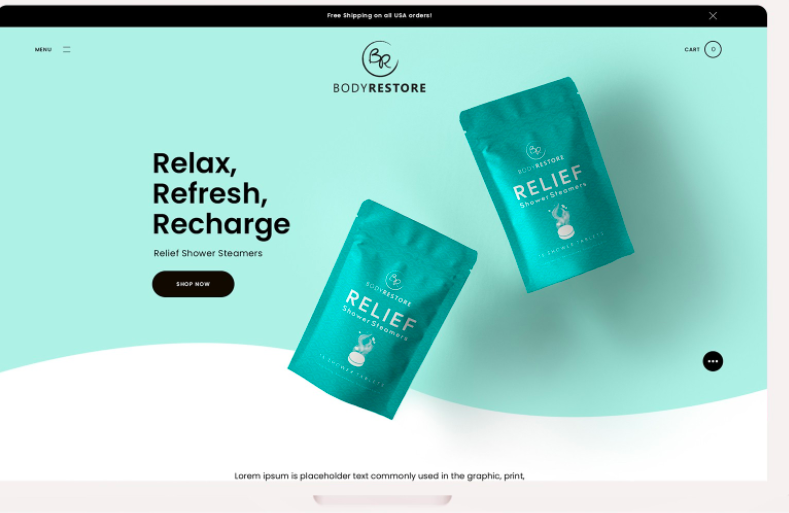 Free Shipping on all USA orders!
MENU
CART 0
BR
BODYRESTORE
Relax,
Refresh,
Recharge
Relief Shower Steamers
SHOP NOW
BR
BODYRESTORE
RELIEF
Shower Steamers
SHOWER TABLETS
BR
BODYRESTORE
RELIEF
Shower Steamers
SHOWER TABLETS
Lorem ipsum is placeholder text commonly used in the graphic, print,